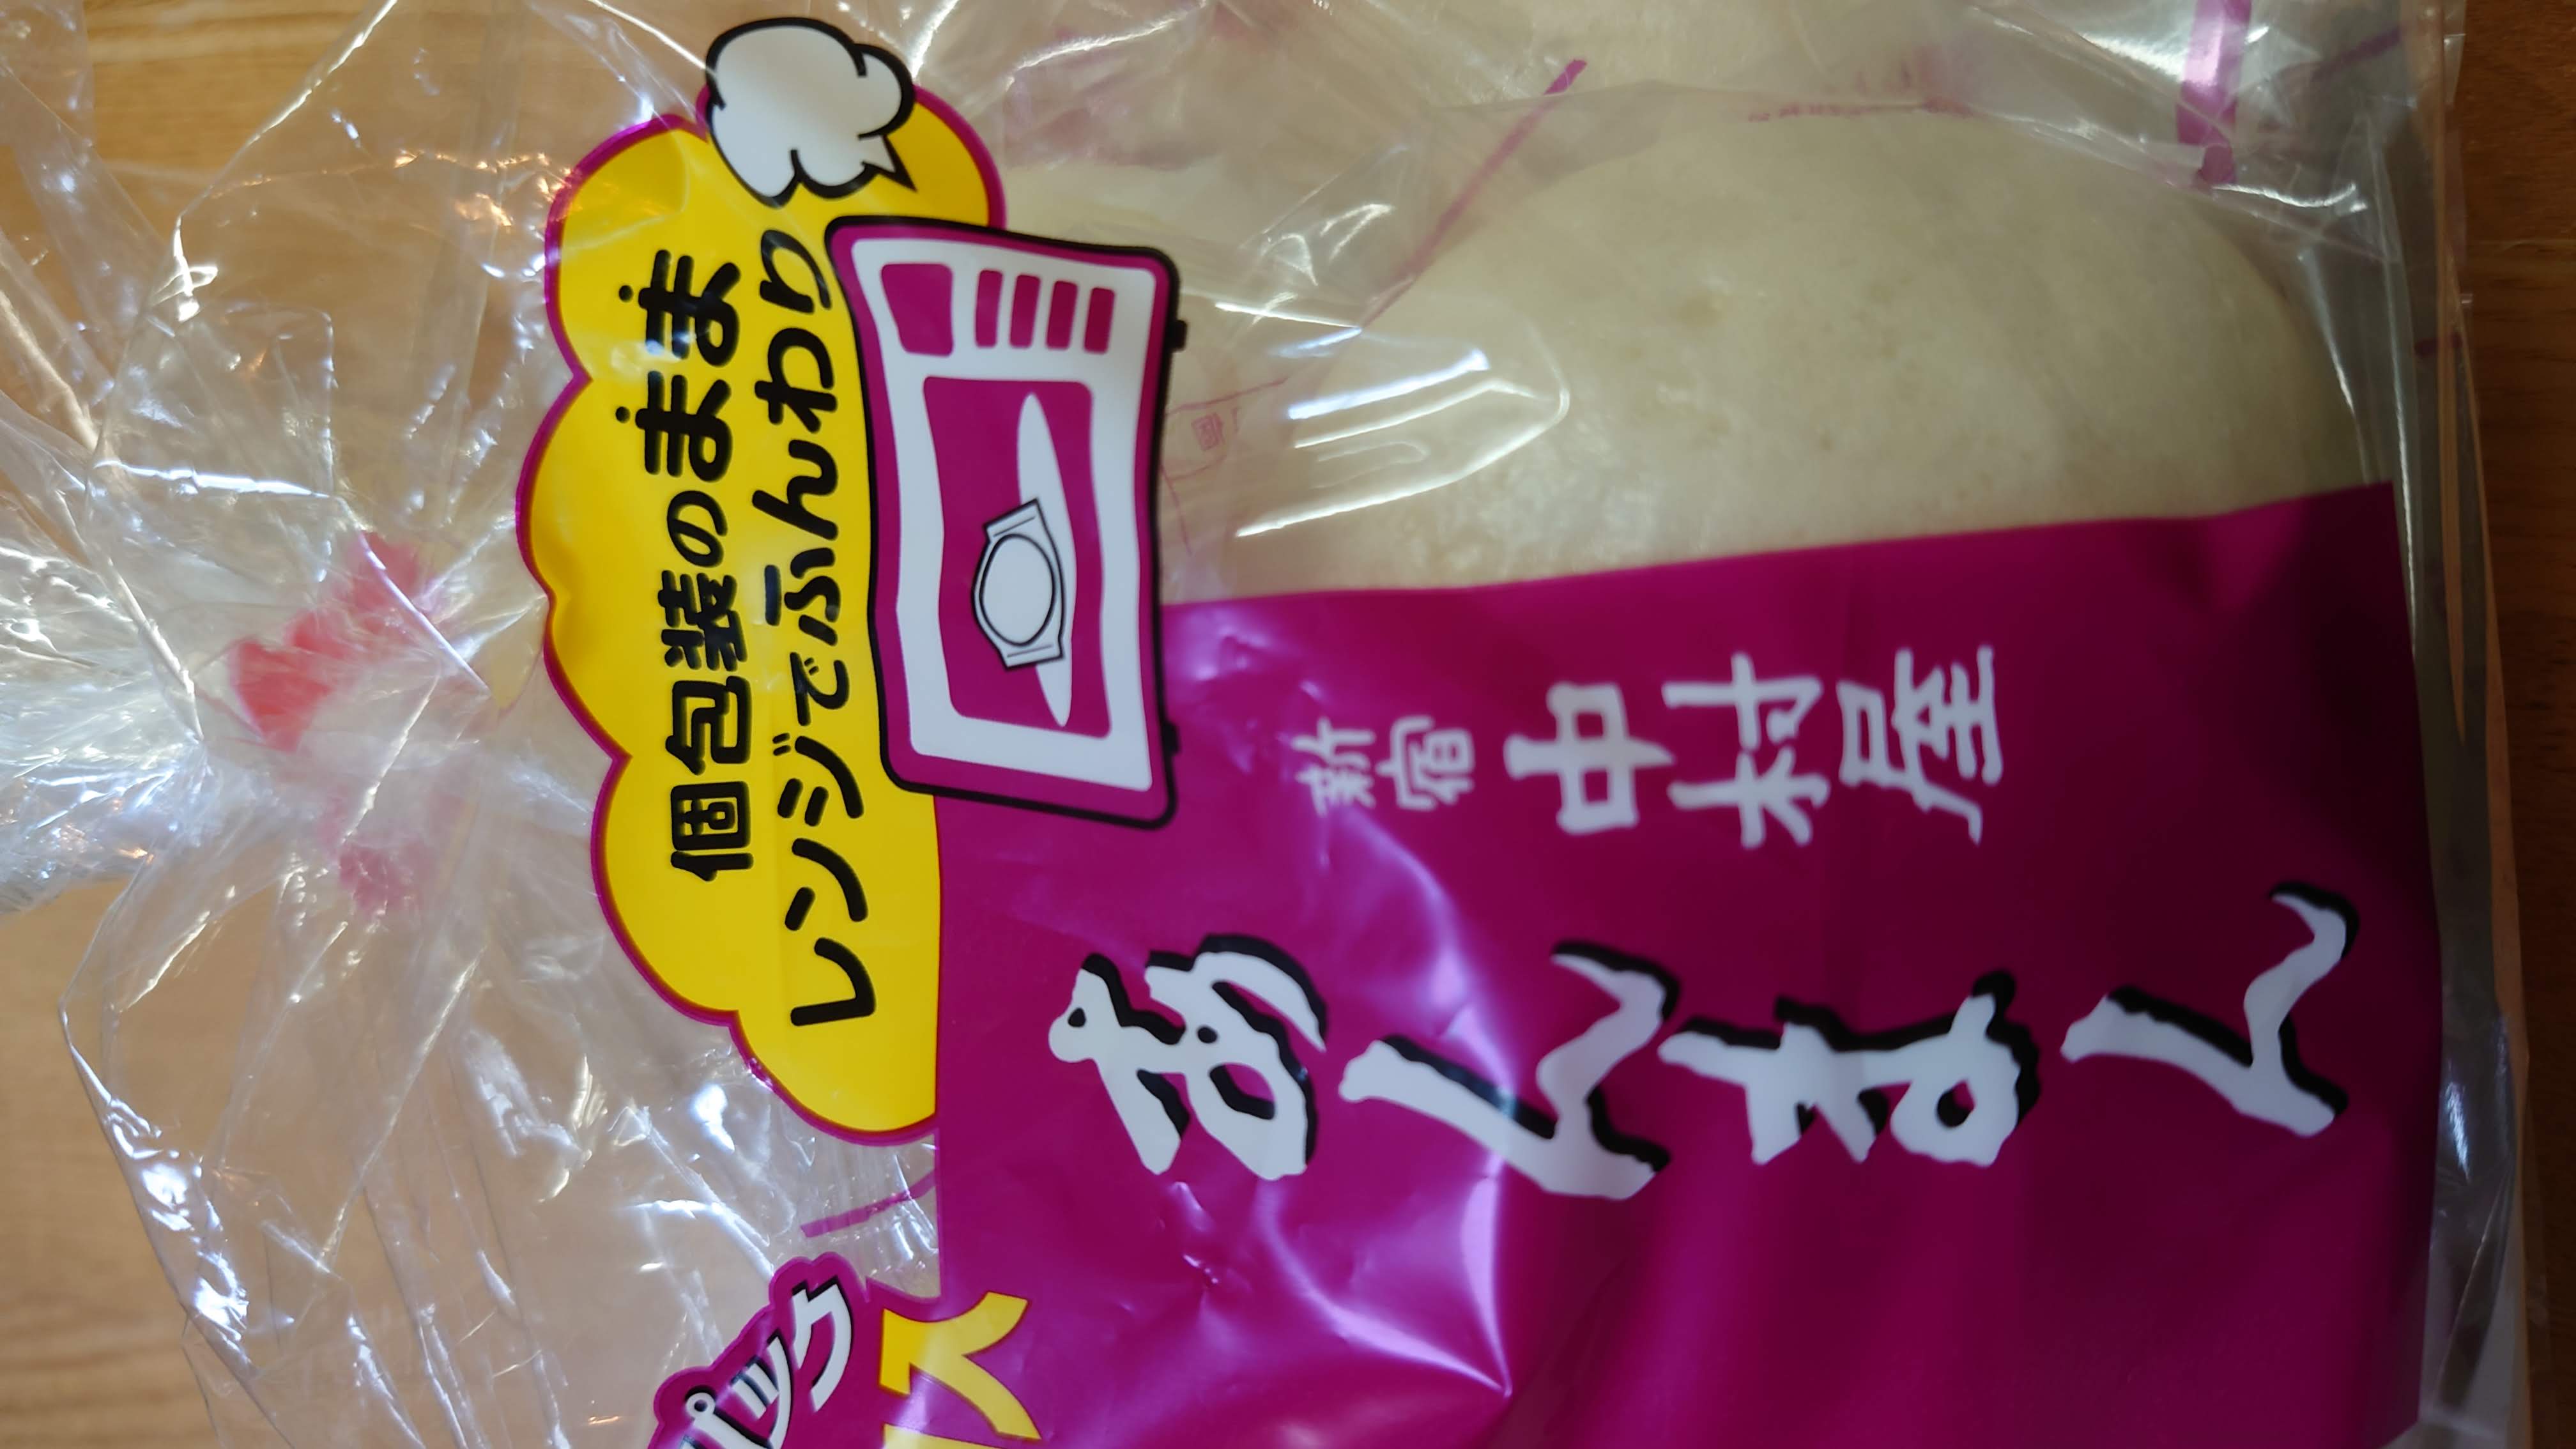 個包装のまま
レンジでふんわり
新宿 中村屋
あんまん
パック
入